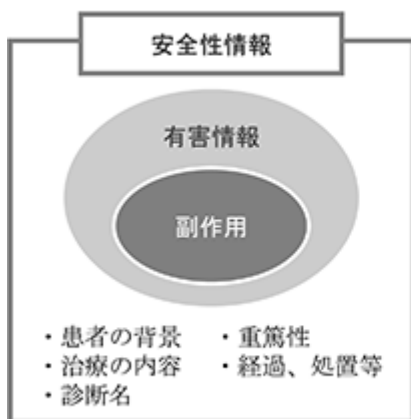 安全性情報
有害情報
副作用
・患者の背景 ・重篤性
・治療の内容 ・経過、処置等
・診断名